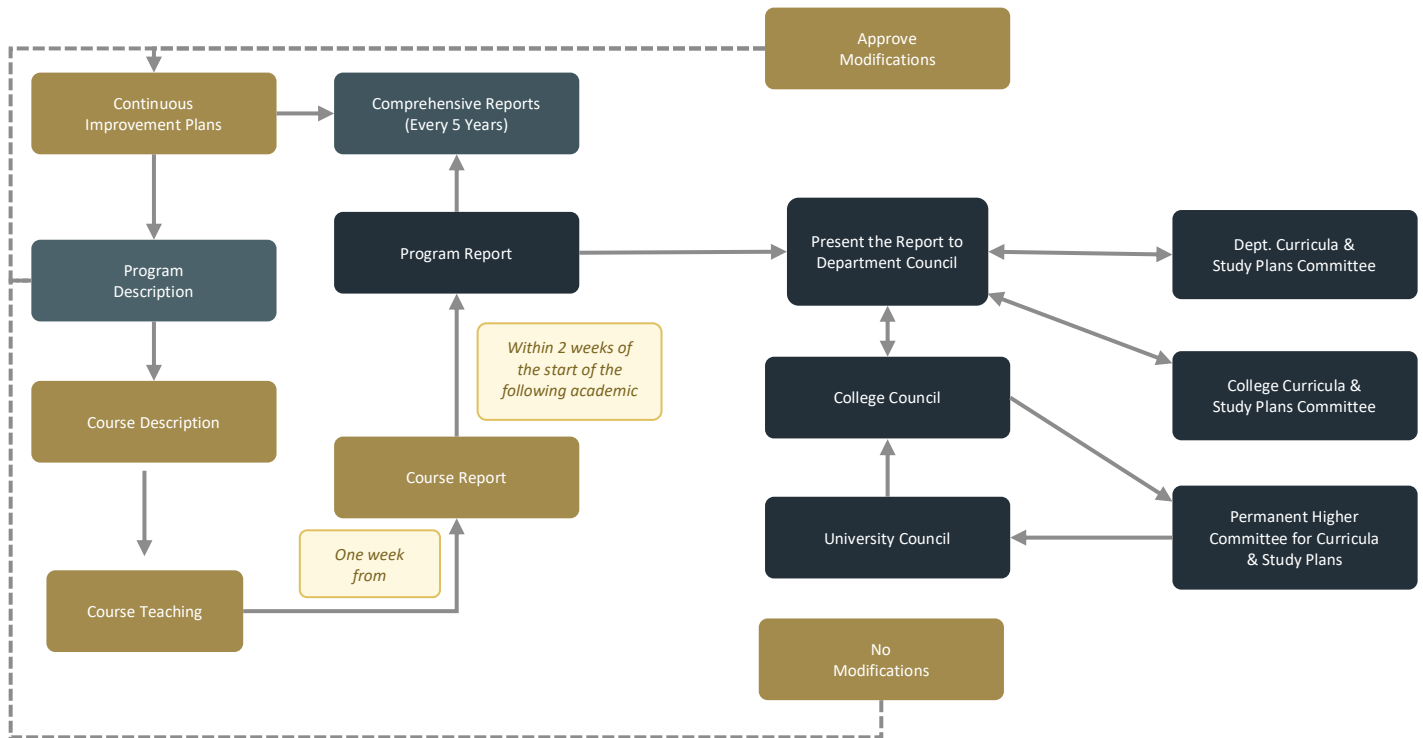 Approve
Modifications
Continuous
Improvement Plans
Comprehensive Reports
(Every 5 Years)
Program Report
Present the Report to
Department Council
Dept. Curricula &
Study Plans Committee
Program
Description
Within 2 weeks of
the start of the
following academic
College Council
College Curricula &
Study Plans Committee
Course Description
Course Report
One week
from
University Council
Permanent Higher
Committee for Curricula
& Study Plans
Course Teaching
No
Modifications